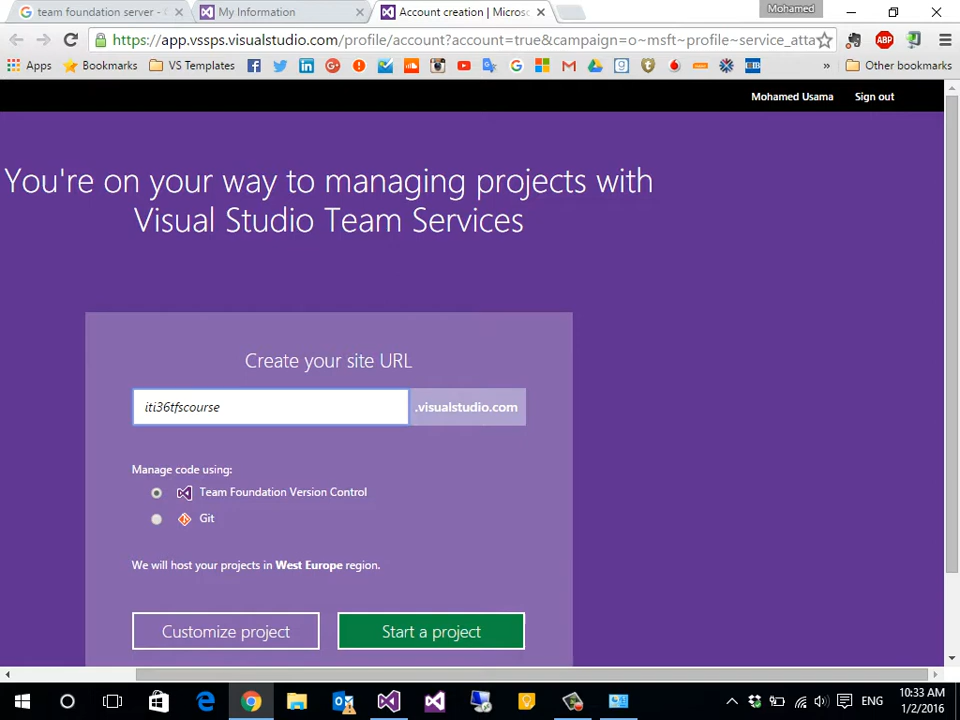 team foundation server - G
My Information
Account creation | Microso
Mohamed
https://app.vssps.visualstudio.com/profile/account?account=true&campaign=o~msft~profile~service_atta
ABP
Apps
Bookmarks
VS Templates
»
Other bookmarks
Mohamed Usama
Sign out
You're on your way to managing projects with
Visual Studio Team Services
Create your site URL
iti36tfscourse
.visualstudio.com
Manage code using:
Team Foundation Version Control
Git
We will host your projects in West Europe region.
Customize project
Start a project
ENG
10:33 AM
1/2/2016